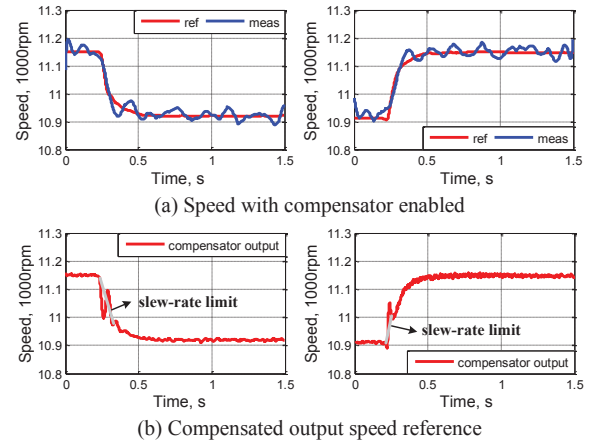 11.3
11.2
11.1
11
10.9
10.8
Speed, 1000rpm
ref
meas
0
0.5
1
1.5
Time, s
11.3
11.2
11.1
11
10.9
10.8
Speed, 1000rpm
ref
meas
0
0.5
1
1.5
Time, s
(a) Speed with compensator enabled
11.3
11.2
11.1
11
10.9
10.8
Speed, 1000rpm
compensator output
slew-rate limit
0
0.5
1
1.5
Time, s
11.3
11.2
11.1
11
10.9
10.8
Speed, 1000rpm
slew-rate limit
compensator output
0
0.5
1
1.5
Time, s
(b) Compensated output speed reference